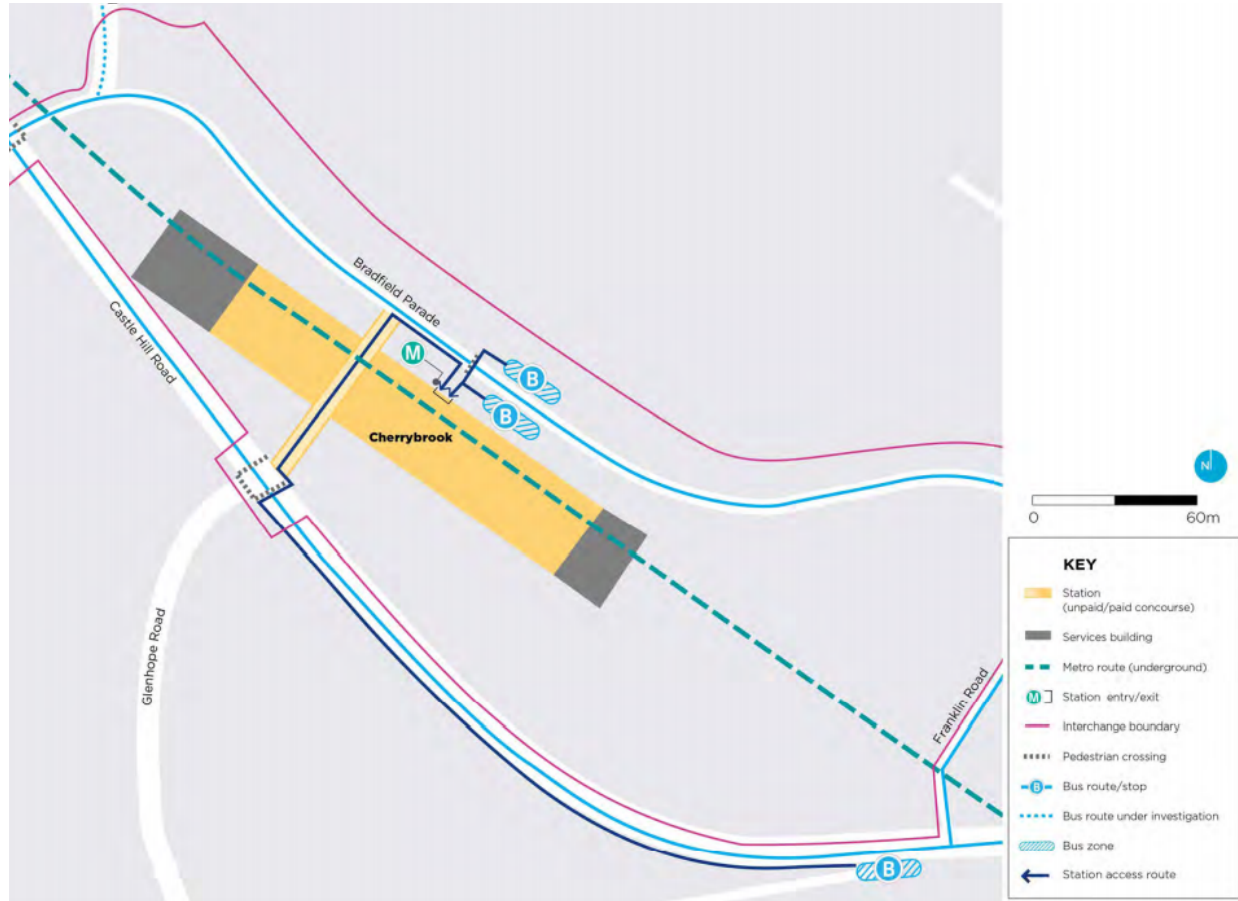 Bradfield Parade
Castle Hill Road
M
B
B
Cherrybrook
Glenhope Road
Franklin Road
B
N
0 60m
KEY
Station
(unpaid/paid concourse)
Services building
Metro route (underground)
M Station entry/exit
Interchange boundary
Pedestrian crossing
B Bus route/stop
Bus route under investigation
Bus zone
Station access route